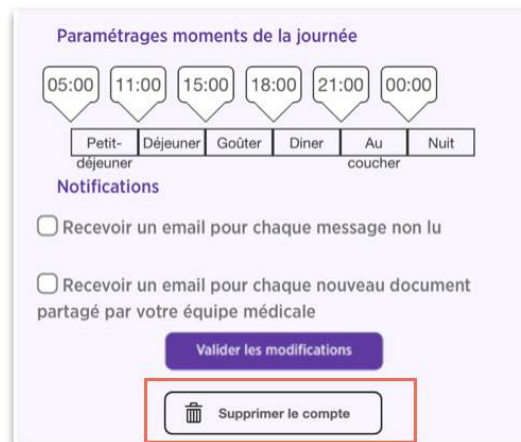 Paramétrages moments de la journée
05:00 11:00 15:00 18:00 21:00 00:00
Petit- Déjeuner Goûter Diner Au Nuit
déjeuner coucher
Notifications
Recevoir un email pour chaque message non lu
Recevoir un email pour chaque nouveau document
partagé par votre équipe médicale
Valider les modifications
Supprimer le compte